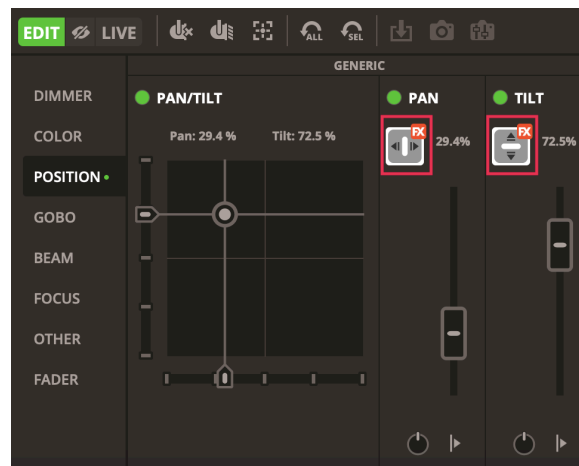 EDIT LIVE ALL SEL
GENERIC
DIMMER
COLOR
POSITION
GOBO
BEAM
FOCUS
OTHER
FADER
PAN/TILT
Pan: 29.4 % Tilt: 72.5 %
PAN
FX
29.4%
TILT
FX
72.5%